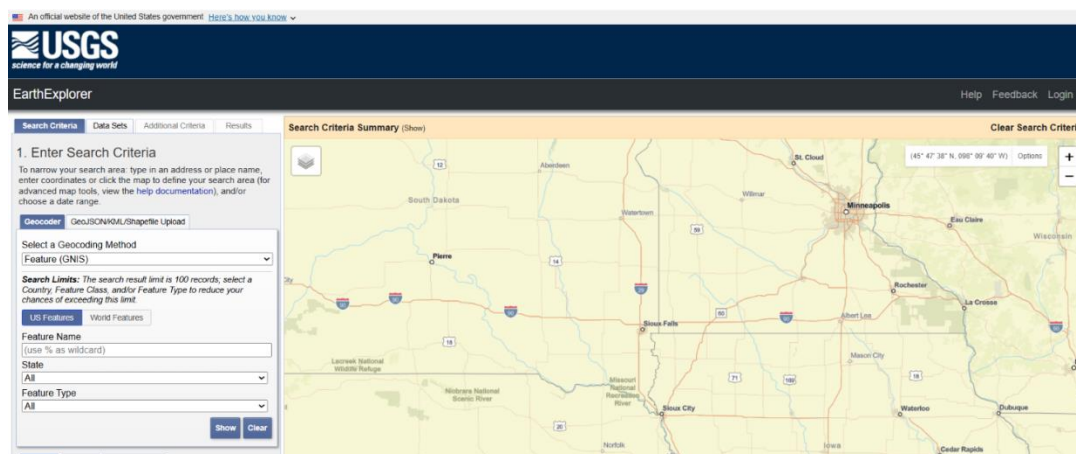 An official website of the United States government Here's how you know
USGS
science for a changing world
EarthExplorer
Help Feedback Login
Search Criteria Data Sets Additional Criteria Results
Search Criteria Summary (Show)
Clear Search Criteri
1. Enter Search Criteria
To narrow your search area: type in an address or place name,
enter coordinates or click the map to define your search area (for
advanced map tools, view the help documentation), and/or
choose a date range.
Geocoder GeoJSON/KML/Shapefile Upload
Select a Geocoding Method
Feature (GNIS)
Search Limits: The search result limit is 100 records; select a
Country, Feature Class, and/or Feature Type to reduce your
chances of exceeding this limit.
US Features World Features
Feature Name
(use % as wildcard)
State
All
Feature Type
All
Show Clear
Options
+
−
12
Aberdeen
St. Cloud
South Dakota
Watertown
Willmar
Minneapolis
Eau Claire
Wisconsin
Pierre
14
Rochester
La Crosse
Sioux Falls
Albert Lea
18
Lacreek National
Wildlife Refuge
Niobrara National
Scenic River
Missouri
National
Recreation
River
71
Mason City
18
Sioux City
Waterloo
Dubuque
20
Norfolk
Iowa
Cedar Rapids